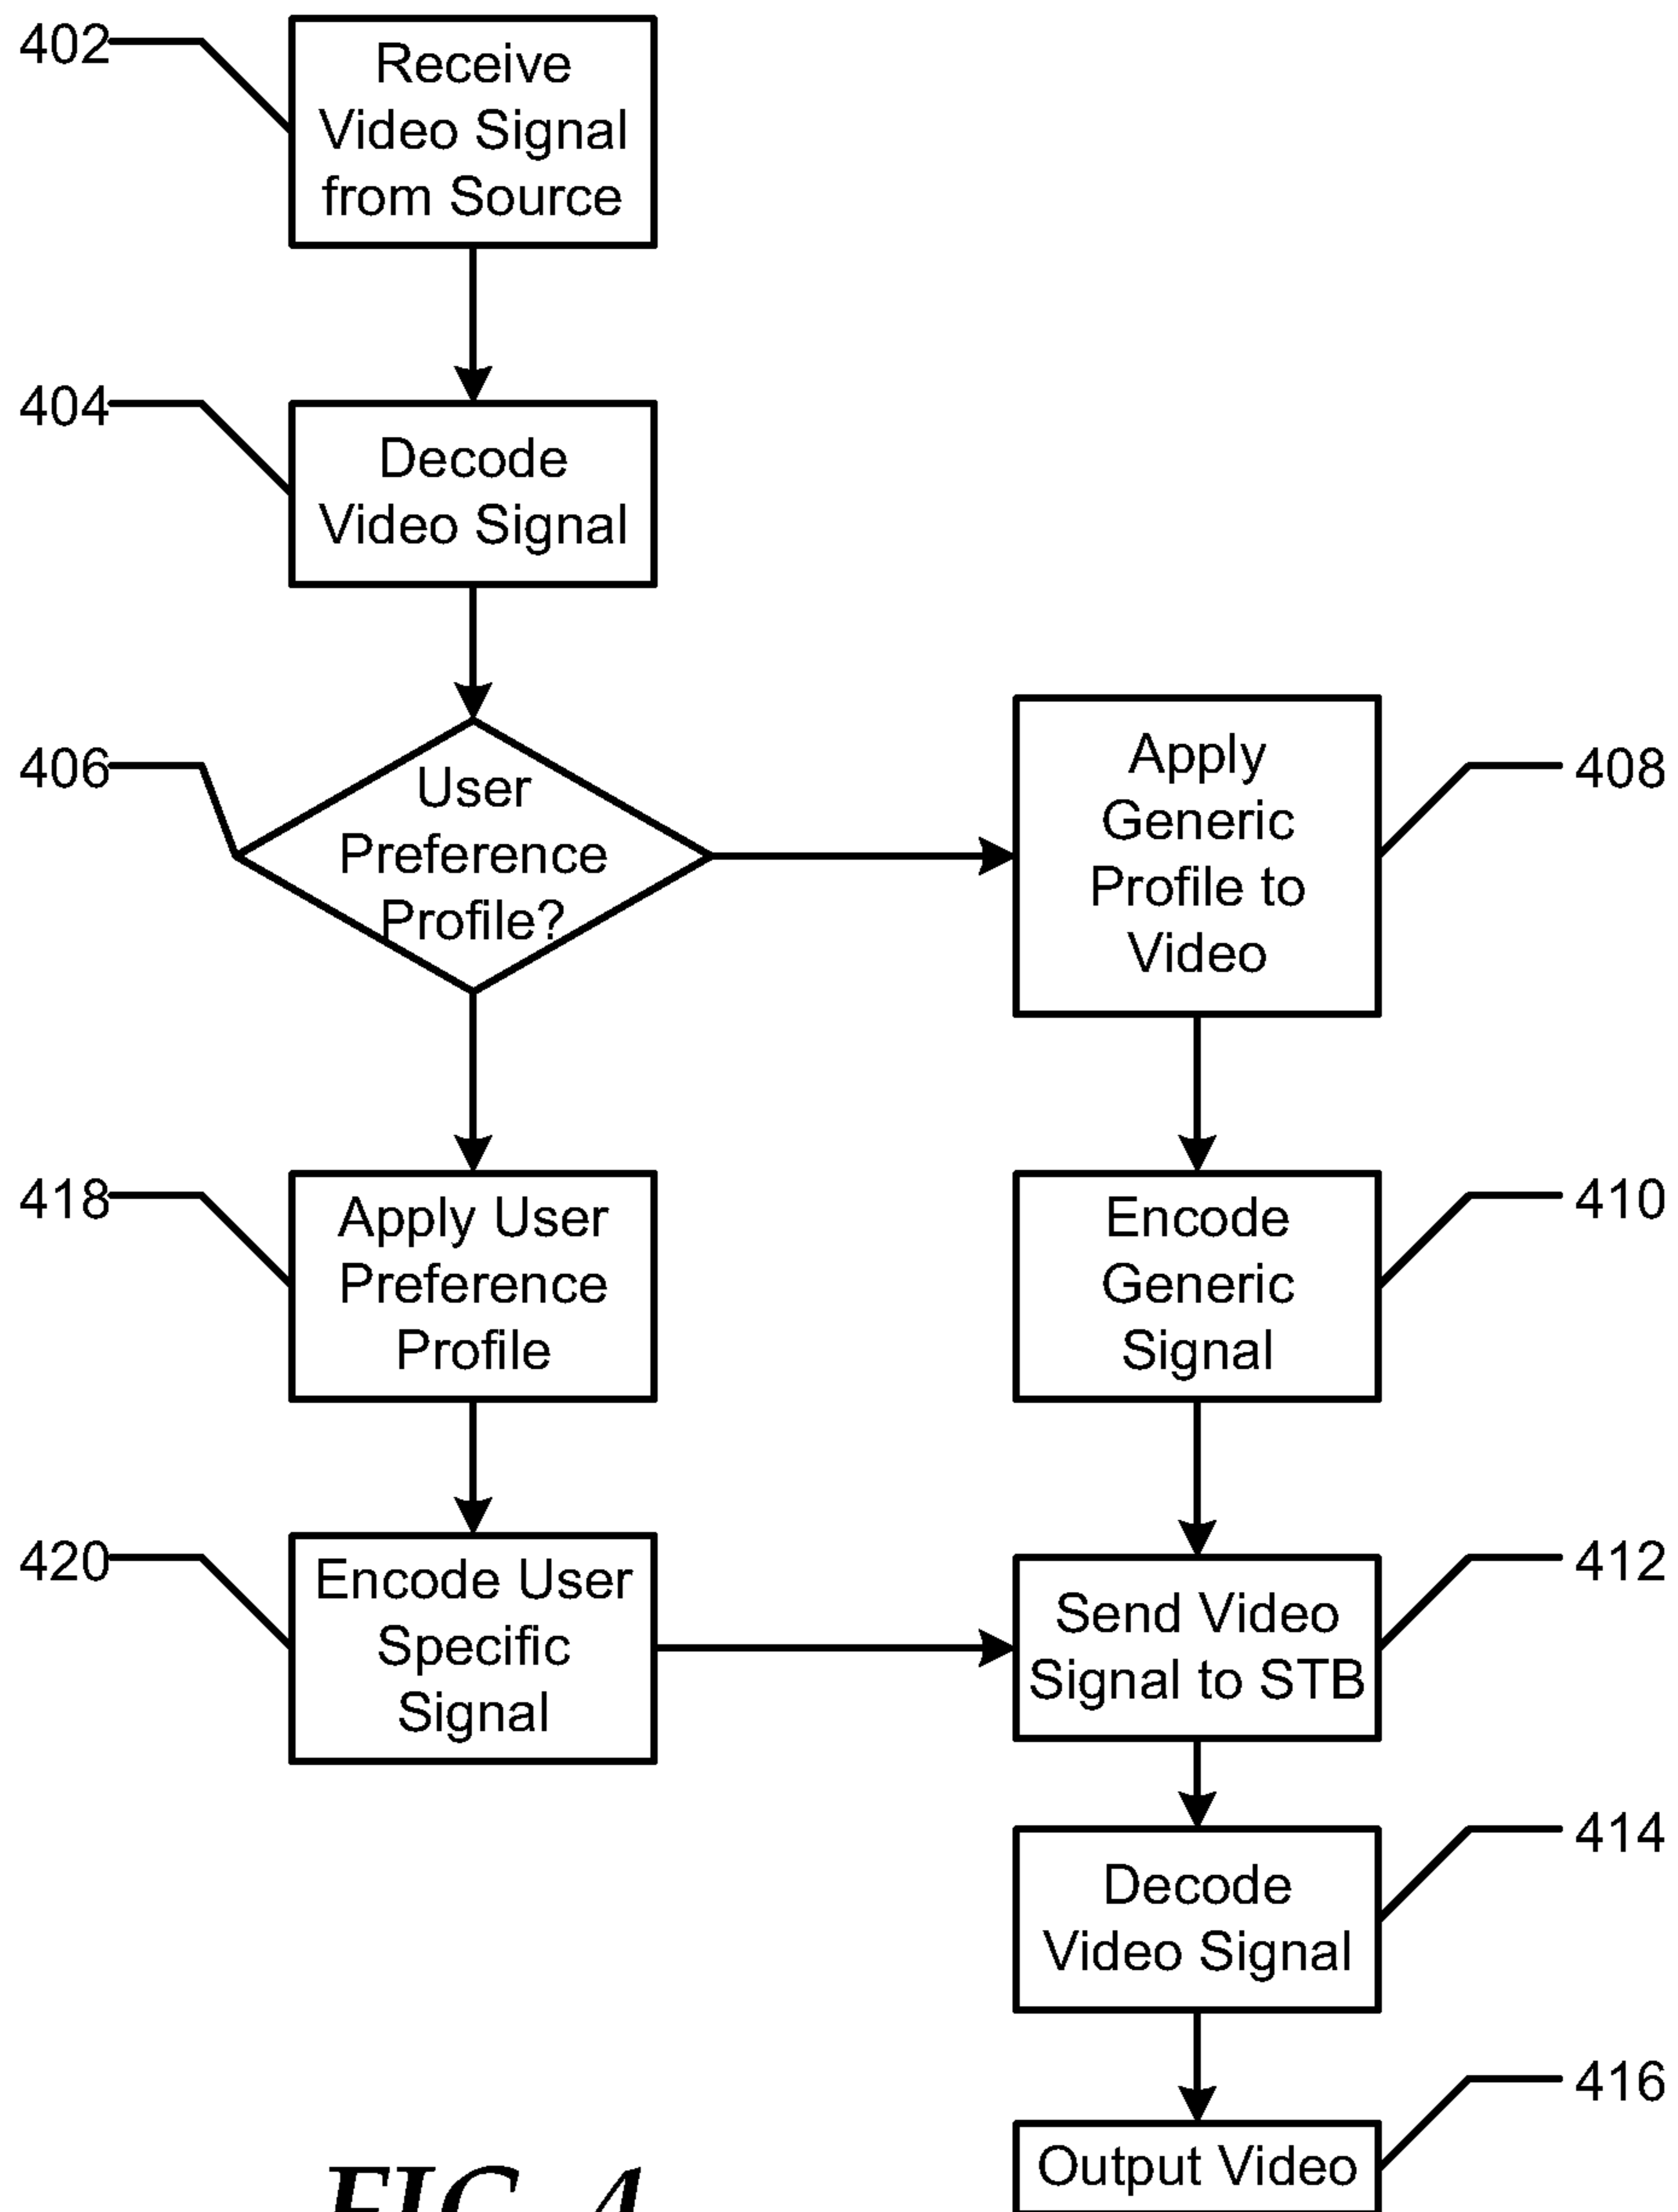 402
Receive
Video Signal
from Source
404
Decode
Video Signal
406
User
Preference
Profile?
Apply
Generic
Profile to
Video
408
418
Apply User
Preference
Profile
Encode
Generic
Signal
410
420
Encode User
Specific
Signal
Send Video
Signal to STB
412
Decode
Video Signal
414
Output Video
416
FIG. 4